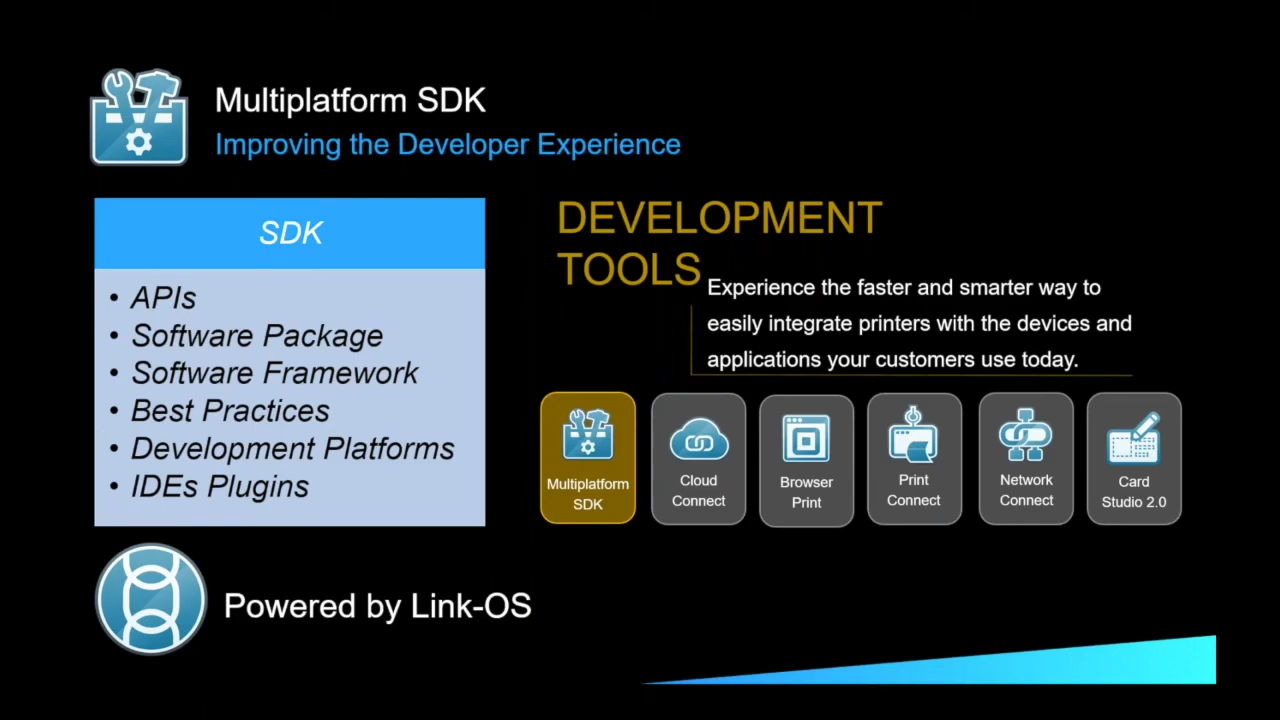 Multiplatform SDK
Improving the Developer Experience
SDK
• APIs
• Software Package
• Software Framework
• Best Practices
• Development Platforms
• IDEs Plugins
DEVELOPMENT
TOOLS
Experience the faster and smarter way to
easily integrate printers with the devices and
applications your customers use today.
Multiplatform
SDK
Cloud
Connect
Browser
Print
Print
Connect
Network
Connect
Card
Studio 2.0
Powered by Link-OS